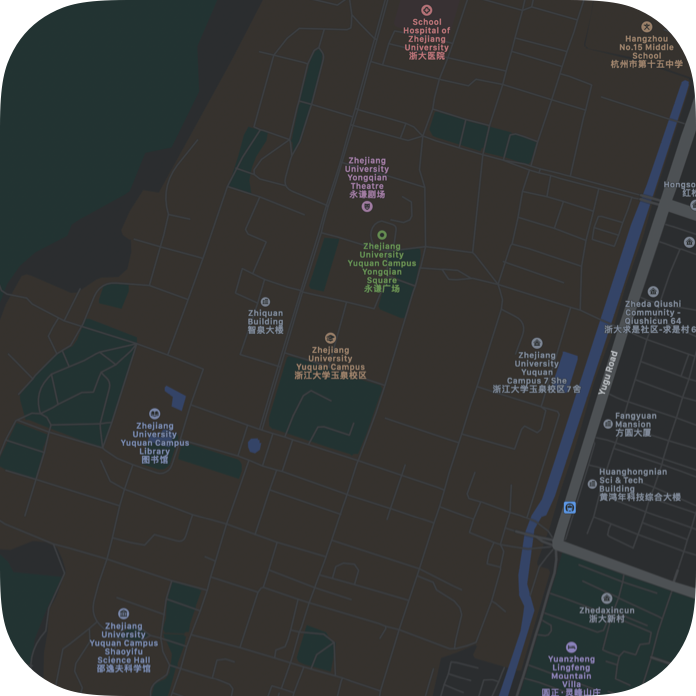 School
Hospital of
Zhejiang
University
浙大医院
Hangzhou
No.15 Middle
School
杭州市第十五中学
Zhejiang
University
Yongqian
Theatre
永谦剧场
Zhejiang
University
Yuquan Campus
Yongqian
Square
永谦广场
Zhiquan
Building
智泉大楼
Zhejiang
University
Yuquan Campus
浙江大学玉泉校区
Zheda Qiushi
Community -
Qiushicun 64
浙大求是社区-求是村6
Zhejiang
University
Yuquan
Campus 7 She
浙江大学玉泉校区7舍
Yugu Road
Zhejiang
University
Yuquan Campus
Library
图书馆
Fangyuan
Mansion
方圆大厦
Huanghongnian
Sci & Tech
Building
黄鸿年科技综合大楼
Zhejiang
University
Yuquan Campus
Shaoyifu
Science Hall
邵逸夫科学馆
Zhedaxincun
浙大新村
Yuanzheng
Lingfeng
Mountain
Villa
圆正·灵峰山庄